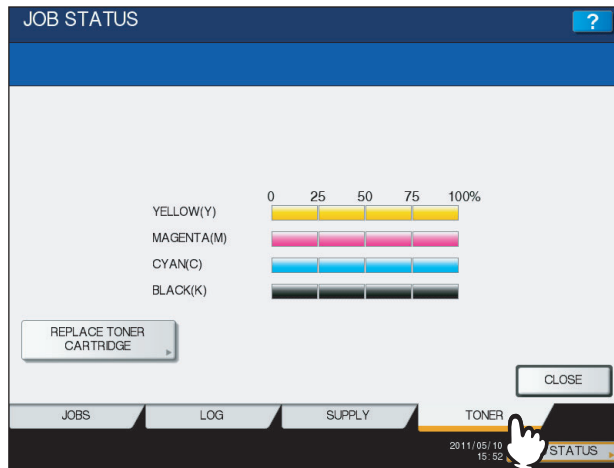 JOB STATUS
?
0 25 50 75 100%
YELLOW(Y)
MAGENTA(M)
CYAN(C)
BLACK(K)
REPLACE TONER
CARTRIDGE
CLOSE
JOBS LOG SUPPLY TONER
2011/05/10
15:52
STATUS